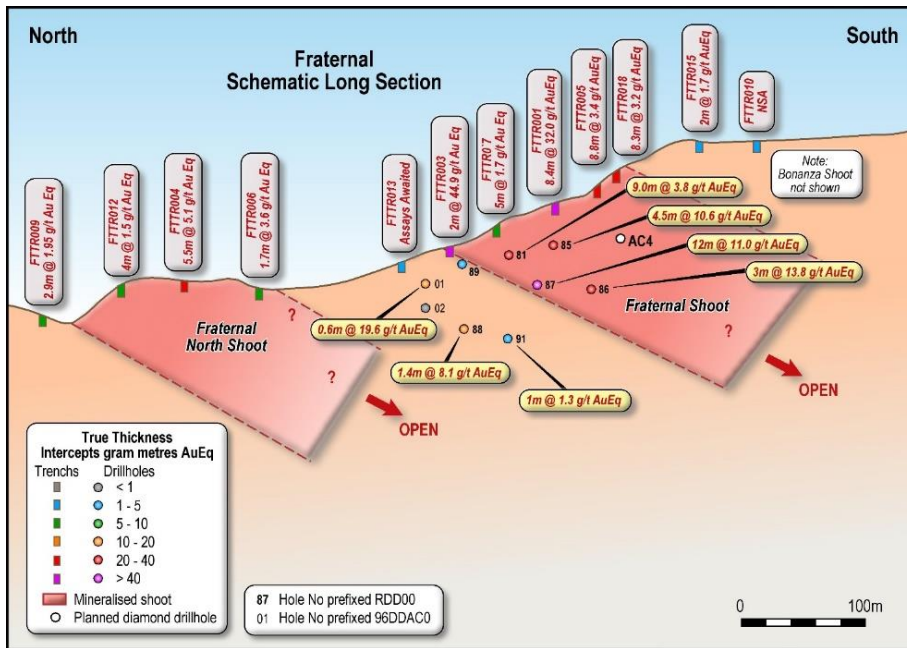 North
South
Fraternal
Schematic Long Section
FTTR009
2.9m @ 1.95 g/t AuEq
FTTR012
4m @ 1.5 g/t Au Eq
FTTR004
5.5m @ 5.1 g/t AuEq
FTTR006
1.7m @ 3.6 g/t Au Eq
FTTR013
Assays Awaited
FTTR003
2m @ 44.9 g/t Au Eq
FTTR0'7
5m @ 1.7 g/t Au Eq
FTTR001
8.4m @ 32.0 g/t AuEq
FTTR005
8.8m @ 3.4 g/t AuEq
FTTR018
8.3m @ 3.2 g/t AuEq
FTTR015
2m @ 1.7 g/t AuEq
FTTR010
NSA
Note:
Bonanza Shoot
not shown
9.0m @ 3.8 g/t AuEq
4.5m @ 10.6 g/t AuEq
12m @ 11.0 g/t AuEq
3m @ 13.8 g/t AuEq
81
85
AC4
87
86
89
01
02
88
91
Fraternal Shoot
?
OPEN
Fraternal
North Shoot
?
?
OPEN
0.6m @ 19.6 g/t AuEq
1.4m @ 8.1 g/t AuEq
1m @ 1.3 g/t AuEq
True Thickness
Intercepts gram metres AuEq
Trenchs Drillholes
< 1
1 - 5
5 - 10
10 - 20
20 - 40
> 40
Mineralised shoot
Planned diamond drillhole
87 Hole No prefixed RDD00
01 Hole No prefixed 96DDAC0
0 100m